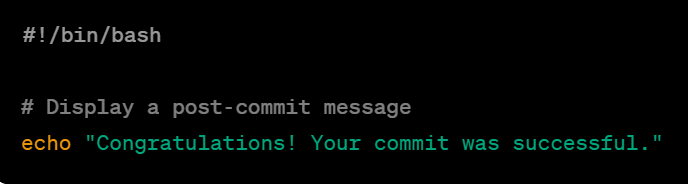 #!/bin/bash
# Display a post-commit message
echo "Congratulations! Your commit was successful."